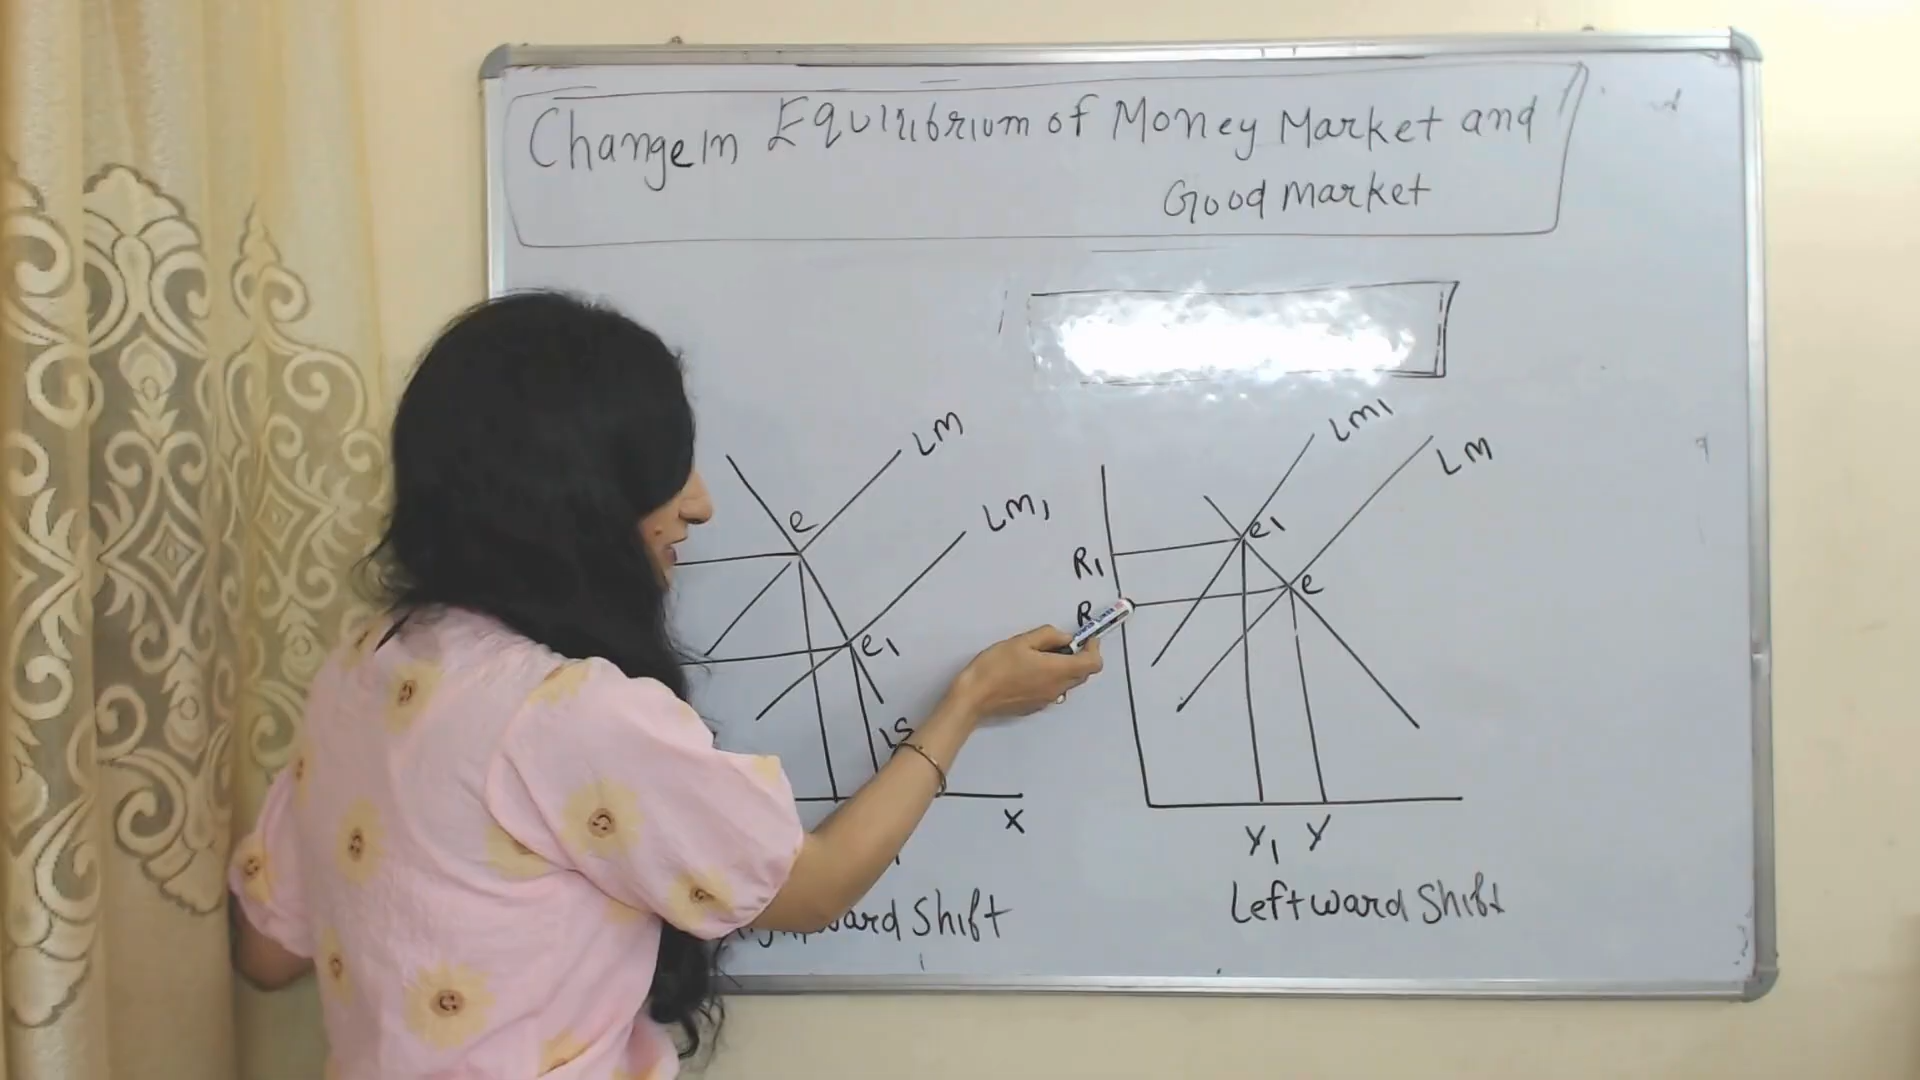 Change In Equilibrium of Money Market and
Good Market
LM
LM1
e
e1
IS
X
LM1
LM
e1
e
R1
R
Y1 Y
Shift
Leftward Shift